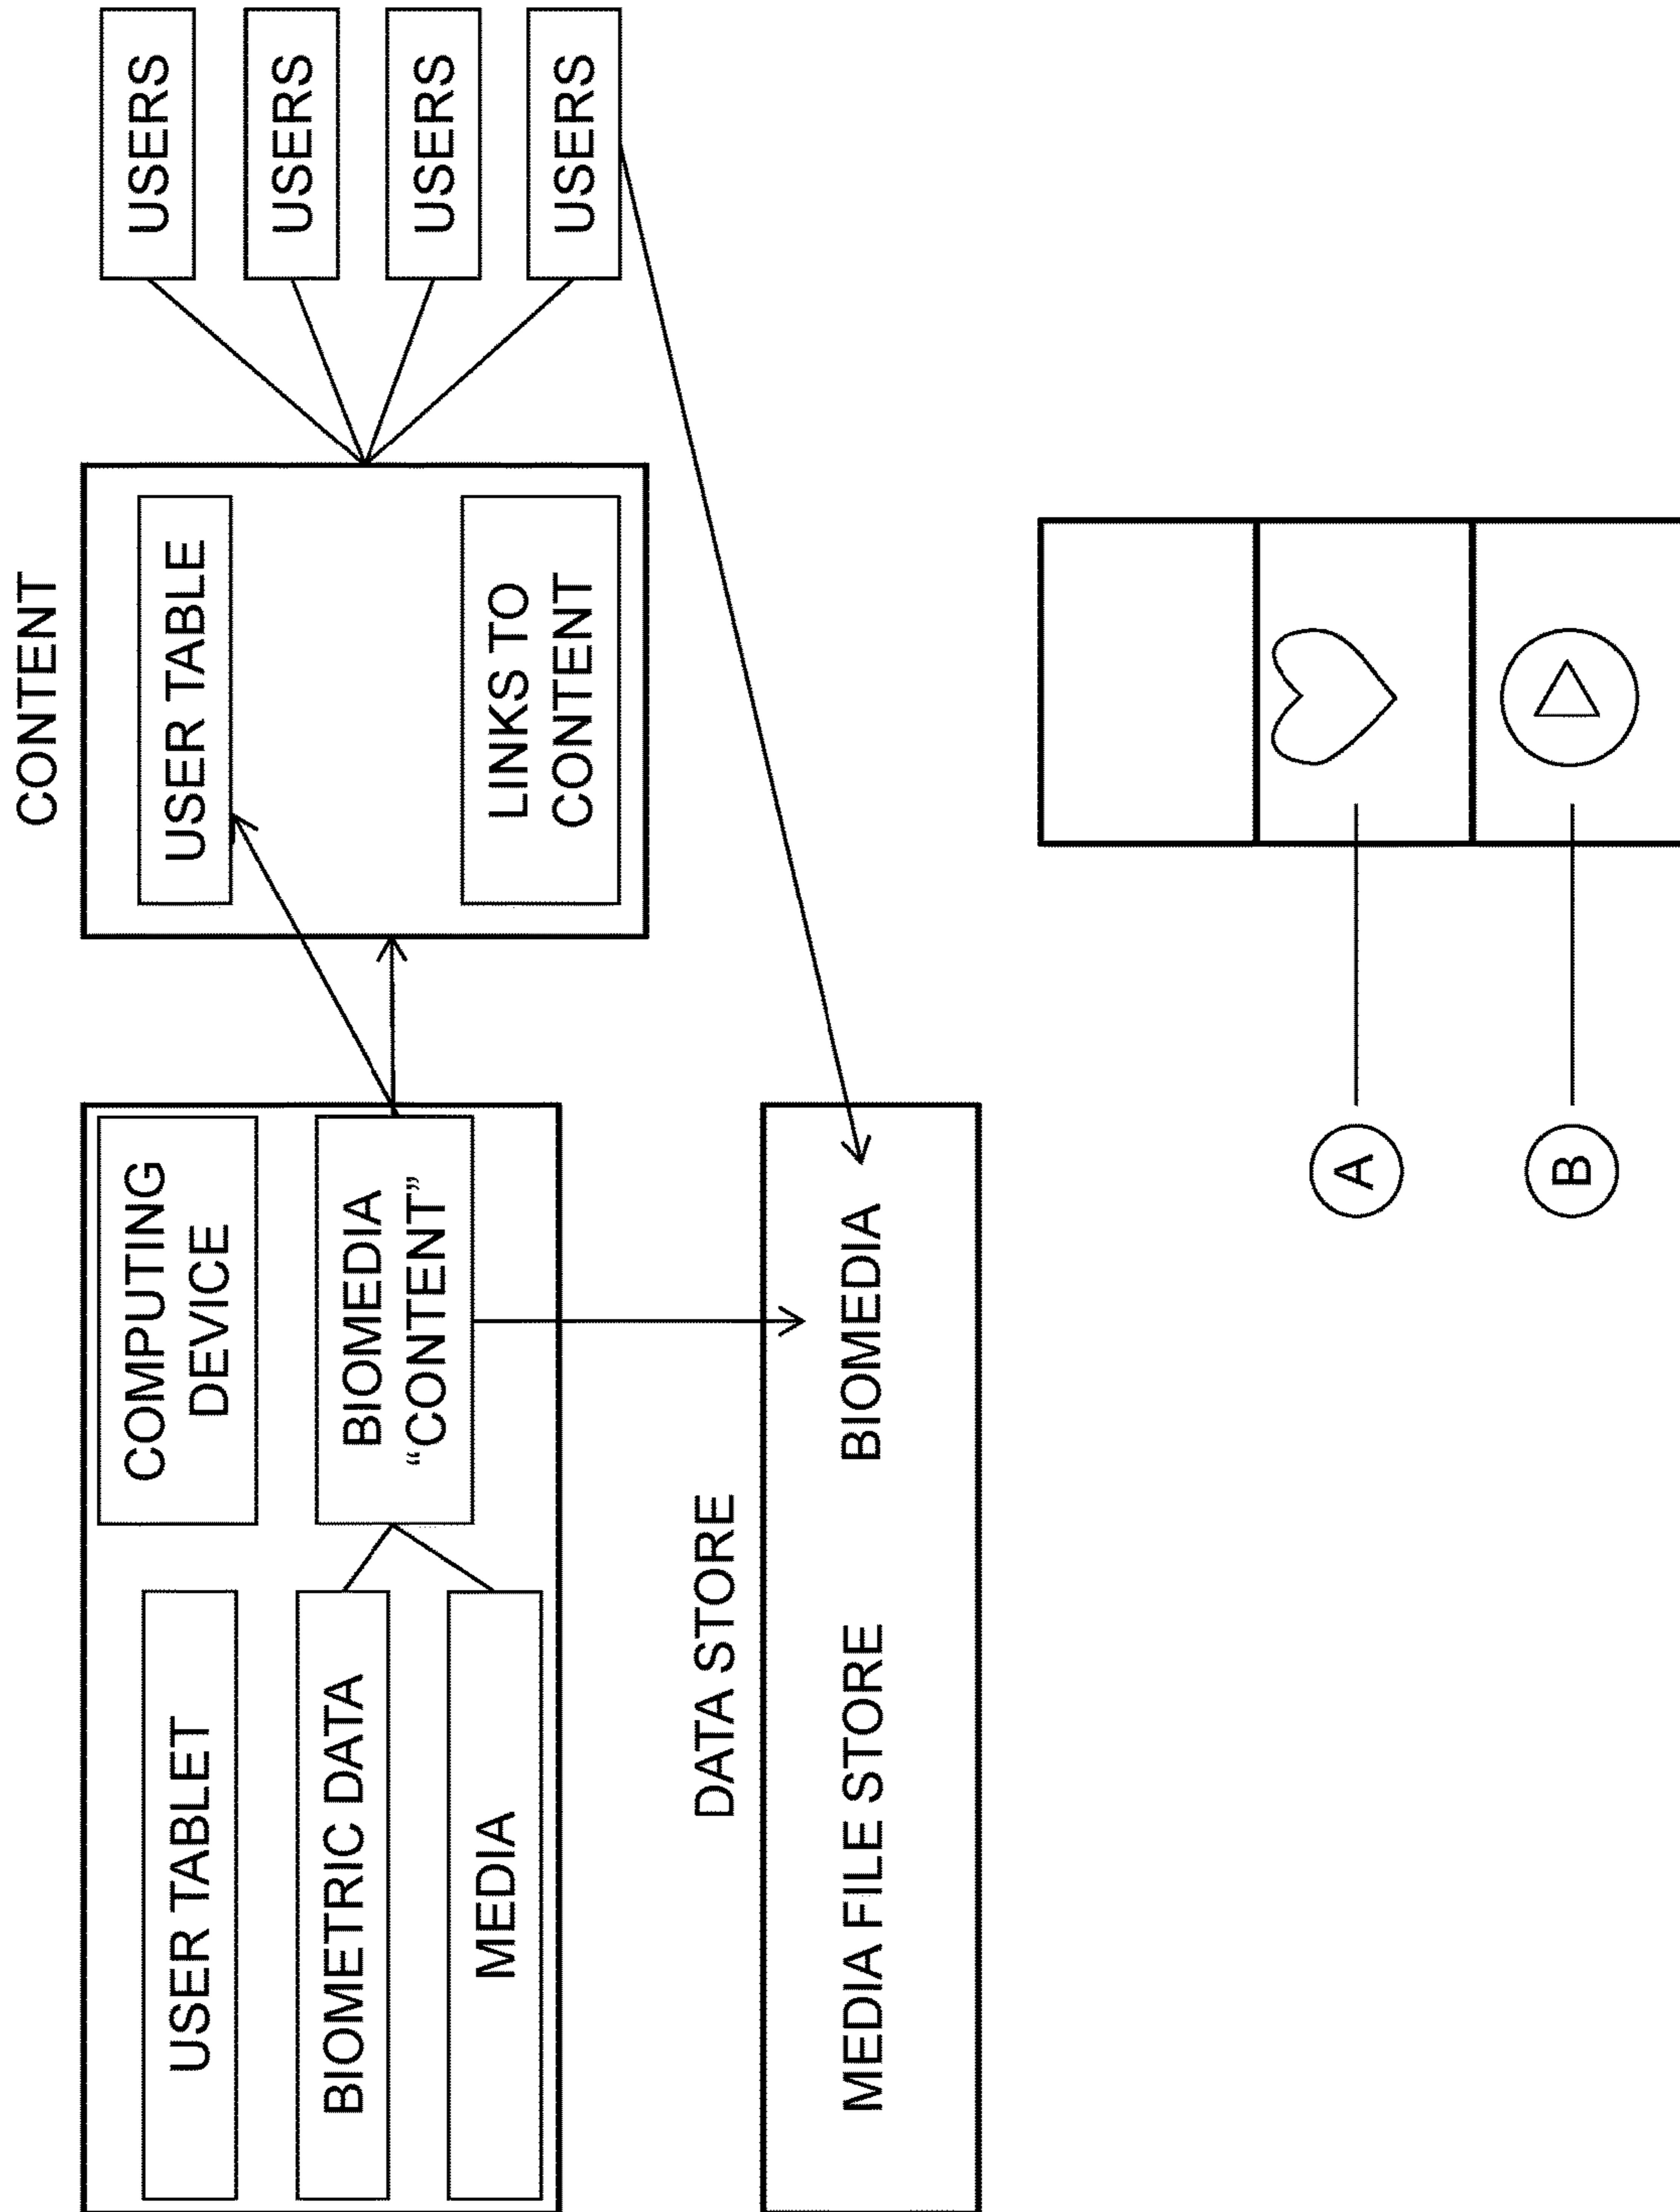 USER TABLET
BIOMETRIC DATA
MEDIA
COMPUTING
DEVICE
BIOMEDIA
“CONTENT”
CONTENT
USER TABLE
LINKS TO
CONTENT
USERS
USERS
USERS
USERS
DATA STORE
MEDIA FILE STORE
BIOMEDIA
A
B